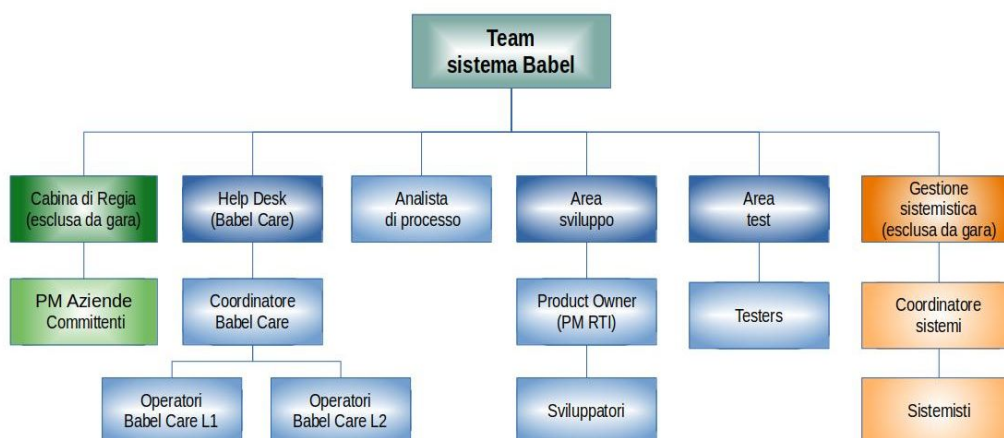 Team
sistema Babel
Cabina di Regia
(esclusa da gara)
Help Desk
(Babel Care)
Analista
di processo
Area
sviluppo
Area
test
Gestione
sistemistica
(esclusa da gara)
PM Aziende
Committenti
Coordinatore
Babel Care
Product Owner
(PM RTI)
Testers
Coordinatore
sistemi
Operatori
Babel Care L1
Operatori
Babel Care L2
Sviluppatori
Sistemisti